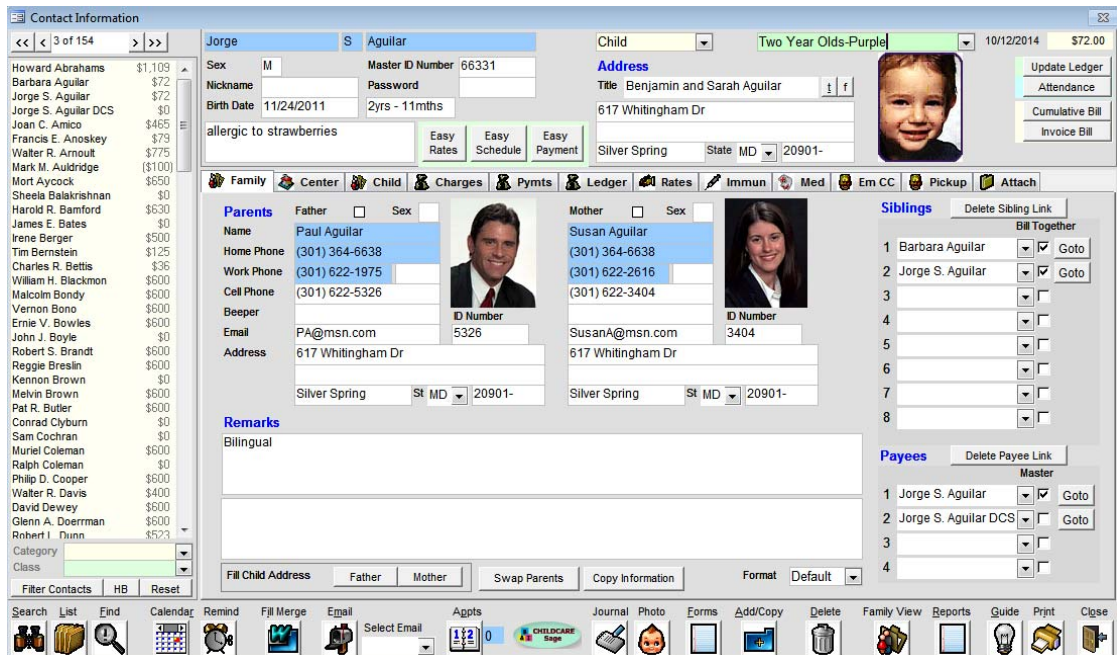 Contact Information
<< < 3 of 154 > >>
Jorge S Aguilar
Child
Two Year Olds-Purple
10/12/2014 $72.00
Howard Abrahams $1,109
Barbara Aguilar $72
Jorge S. Aguilar $72
Jorge S. Aguilar DCS $0
Joan C. Amico $465
Francis E. Anoskey $79
Walter R. Arnoult $775
Mark M. Auldridge ($100)
Mort Aycock $650
Sheela Balakrishnan $0
Harold R. Bamford $630
James E. Bates $0
Irene Berger $500
Tim Bernstein $125
Charles R. Bettis $36
William H. Blackmon $600
Malcolm Bondy $600
Vernon Bono $600
Ernie V. Bowles $600
John J. Boyle $0
Robert S. Brandt $600
Reggie Breslin $600
Kennon Brown $0
Melvin Brown $600
Pat R. Butler $600
Conrad Clyburn $0
Sam Cochran $0
Muriel Coleman $600
Ralph Coleman $0
Philip D. Cooper $600
Walter R. Davis $400
David Dewey $600
Glenn A. Doerrman $600
Robert L. Dunn $523
Category
Class
Filter Contacts HB Reset
Sex M Master ID Number 66331
Nickname Password
Birth Date 11/24/2011 2yrs - 11mths
allergic to strawberries
Easy Rates
Easy Schedule
Easy Payment
Address
Title Benjamin and Sarah Aguilar t f
617 Whitingham Dr
Silver Spring State MD 20901-
Update Ledger
Attendance
Cumulative Bill
Invoice Bill
Family Center Child Charges Pymts Ledger Rates Immun Med Em CC Pickup Attach
Parents Father Sex Mother Sex
Name Paul Aguilar Susan Aguilar
Home Phone (301) 364-6638 (301) 364-6638
Work Phone (301) 622-1975 (301) 622-2616
Cell Phone (301) 622-5326 (301) 622-3404
Beeper ID Number ID Number
Email PA@msn.com 5326 SusanA@msn.com 3404
Address 617 Whitingham Dr 617 Whitingham Dr
Silver Spring St MD 20901- Silver Spring St MD 20901-
Remarks
Bilingual
Siblings Delete Sibling Link
Bill Together
1 Barbara Aguilar Goto
2 Jorge S. Aguilar Goto
3
4
5
6
7
8
Payees Delete Payee Link
Master
1 Jorge S. Aguilar Goto
2 Jorge S. Aguilar DCS Goto
3
4
Fill Child Address Father Mother Swap Parents Copy Information Format Default
Search List Find Calendar Remind Fill Merge Email Appts Journal Photo Forms Add/Copy Delete Family View Reports Guide Print Close
Select Email
12 0
CHILDCARE
Sage